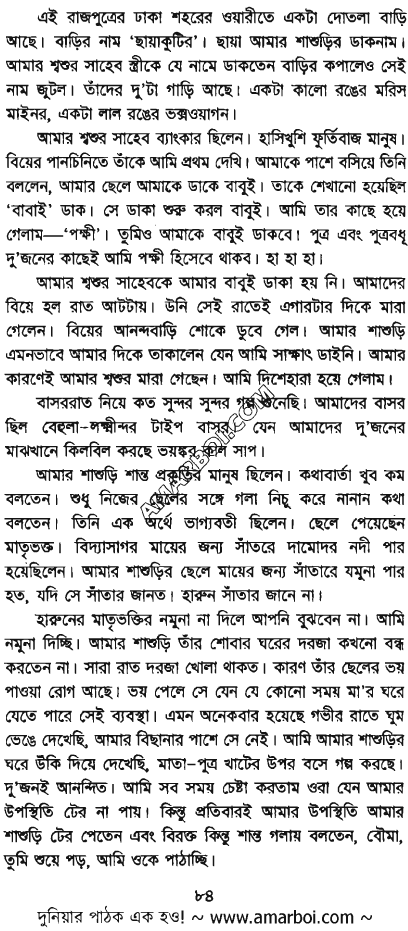 এই রাজপুত্রের ঢাকা শহরের ওয়ারীতে একটা দোতলা বাড়ি
আছে। বাড়ির নাম ‘ছায়াকুটির’। ছায়া আমার শাশুড়ির ডাকনাম।
আমার শ্বশুর সাহেব স্ত্রীকে যে নামে ডাকতেন বাড়ির কপালেও সেই
নাম জুটল। তাঁদের দু’টা গাড়ি আছে। একটা কালো রঙের মরিস
মাইনর, একটা লাল রঙের ভক্সওয়াগন।
আমার শ্বশুর সাহেব ব্যাংকার ছিলেন। হাসিখুশি ফূর্তিবাজ মানুষ।
বিয়ের পানচিনিতে তাঁকে আমি প্রথম দেখি। আমাকে পাশে বসিয়ে তিনি
বললেন, আমার ছেলে আমাকে ডাকে বাবুই। তাকে শেখানো হয়েছিল
‘বাবাই’ ডাক। সে ডাকা শুরু করল বাবুই। আমি তার কাছে হয়ে
গেলাম—‘পক্ষী’। তুমিও আমাকে বাবুই ডাকবে। পুত্র এবং পুত্রবধূ
দু’জনের কাছেই আমি পক্ষী হিসেবে থাকব। হা হা হা।
আমার শ্বশুর সাহেবকে আমার বাবুই ডাকা হয় নি। আমাদের
বিয়ে হল রাত আটটায়। উনি সেই রাতেই এগারটার দিকে মারা
গেলেন। বিয়ের আনন্দবাড়ি শোকে ডুবে গেল। আমার শাশুড়ি
এমনভাবে আমার দিকে তাকালেন যেন আমি সাক্ষাৎ ডাইনি। আমার
কারণেই আমার শ্বশুর মারা গেছেন। আমি দিশেহারা হয়ে গেলাম।
বাসররাত নিয়ে কত সুন্দর সুন্দর গল্প শুনেছি। আমাদের বাসর
ছিল বেহুলা-লক্ষ্মীন্দর টাইপ বাসর। যেন আমাদের দু’জনের
মাঝখানে কিলবিল করছে ভয়ঙ্কর কাল সাপ।
আমার শাশুড়ি শান্ত প্রকৃতির মানুষ ছিলেন। কথাবার্তা খুব কম
বলতেন। শুধু নিজের ছেলের সঙ্গে গলা নিচু করে নানান কথা
বলতেন। তিনি এক অর্থে ভাগ্যবতী ছিলেন। ছেলে পেয়েছেন
মাতৃভক্ত। বিদ্যাসাগর মায়ের জন্য সাঁতরে দামোদর নদী পার
হয়েছিলেন। আমার শাশুড়ির ছেলে মায়ের জন্য সাঁতারে যমুনা পার
হত, যদি সে সাঁতার জানত। হারুন সাঁতার জানে না।
হারুনের মাতৃভক্তির নমুনা না দিলে আপনি বুঝবেন না। আমি
নমুনা দিচ্ছি। আমার শাশুড়ি তাঁর শোবার ঘরের দরজা কখনো বন্ধ
করতেন না। সারা রাত দরজা খোলা থাকত। কারণ তাঁর ছেলের ভয়
পাওয়া রোগ আছে। ভয় পেলে সে যেন যে কোনো সময় মা’র ঘরে
যেতে পারে সেই ব্যবস্থা। এমন অনেকবার হয়েছে গভীর রাতে ঘুম
ভেঙে দেখেছি, আমার বিছানার পাশে সে নেই। আমি আমার শাশুড়ির
ঘরে উঁকি দিয়ে দেখেছি, মাতা-পুত্র খাটের উপর বসে গল্প করছে।
দু’জনই আনন্দিত। আমি সব সময় চেষ্টা করতাম ওরা যেন আমার
উপস্থিতি টের না পায়। কিন্তু প্রতিবারই আমার উপস্থিতি আমার
শাশুড়ি টের পেতেন এবং বিরক্ত কিন্তু শান্ত গলায় বলতেন, বৌমা,
তুমি শুয়ে পড়, আমি ওকে পাঠাচ্ছি।
AMARBOI.COM
৮৪
দুনিয়ার পাঠক এক হও! ~ www.amarboi.com ~